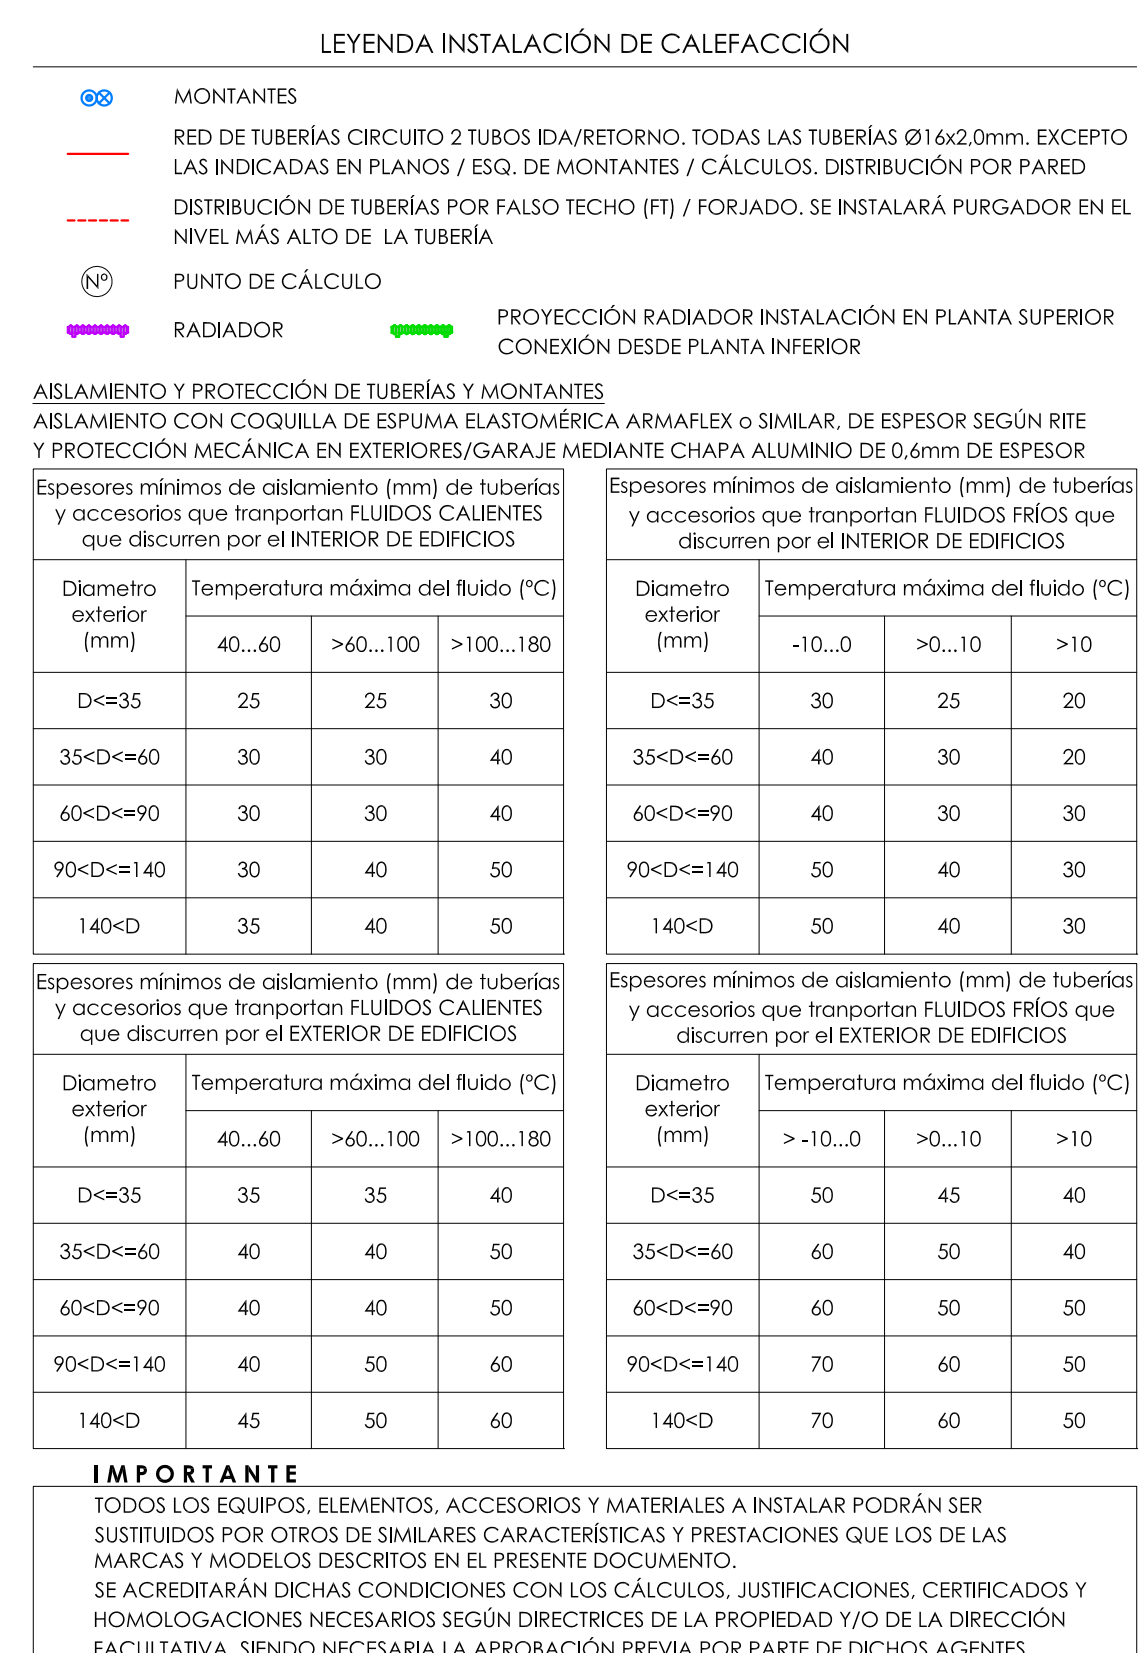 LEYENDA INSTALACIÓN DE CALEFACCIÓN
MONTANTES
RED DE TUBERÍAS CIRCUITO 2 TUBOS IDA/RETORNO. TODAS LAS TUBERÍAS Ø16x2,0mm. EXCEPTO
LAS INDICADAS EN PLANOS / ESQ. DE MONTANTES / CÁLCULOS. DISTRIBUCIÓN POR PARED
DISTRIBUCIÓN DE TUBERÍAS POR FALSO TECHO (FT) / FORJADO. SE INSTALARÁ PURGADOR EN EL
NIVEL MÁS ALTO DE LA TUBERÍA
Nº PUNTO DE CÁLCULO
RADIADOR
PROYECCIÓN RADIADOR INSTALACIÓN EN PLANTA SUPERIOR
CONEXIÓN DESDE PLANTA INFERIOR
AISLAMIENTO Y PROTECCIÓN DE TUBERÍAS Y MONTANTES
AISLAMIENTO CON COQUILLA DE ESPUMA ELASTOMÉRICA ARMAFLEX o SIMILAR, DE ESPESOR SEGÚN RITE
Y PROTECCIÓN MECÁNICA EN EXTERIORES/GARAJE MEDIANTE CHAPA ALUMINIO DE 0,6mm DE ESPESOR
Espesores mínimos de aislamiento (mm) de tuberías
y accesorios que tranportan FLUIDOS CALIENTES
que discurren por el INTERIOR DE EDIFICIOS
Diametro
exterior
(mm)
Temperatura máxima del fluido (ºC)
40...60 >60...100 >100...180
D<=35 25 25 30
35<D<=60 30 30 40
60<D<=90 30 30 40
90<D<=140 30 40 50
140<D 35 40 50
Espesores mínimos de aislamiento (mm) de tuberías
y accesorios que tranportan FLUIDOS FRÍOS que
discurren por el INTERIOR DE EDIFICIOS
Diametro
exterior
(mm)
Temperatura máxima del fluido (ºC)
-10...0 >0...10 >10
D<=35 30 25 20
35<D<=60 40 30 20
60<D<=90 40 30 30
90<D<=140 50 40 30
140<D 50 40 30
Espesores mínimos de aislamiento (mm) de tuberías
y accesorios que tranportan FLUIDOS CALIENTES
que discurren por el EXTERIOR DE EDIFICIOS
Diametro
exterior
(mm)
Temperatura máxima del fluido (ºC)
40...60 >60...100 >100...180
D<=35 35 35 40
35<D<=60 40 40 50
60<D<=90 40 40 50
90<D<=140 40 50 60
140<D 45 50 60
Espesores mínimos de aislamiento (mm) de tuberías
y accesorios que tranportan FLUIDOS FRÍOS que
discurren por el EXTERIOR DE EDIFICIOS
Diametro
exterior
(mm)
Temperatura máxima del fluido (ºC)
> -10...0 >0...10 >10
D<=35 50 45 40
35<D<=60 60 50 40
60<D<=90 60 50 50
90<D<=140 70 60 50
140<D 70 60 50
IMPORTANTE
TODOS LOS EQUIPOS, ELEMENTOS, ACCESORIOS Y MATERIALES A INSTALAR PODRÁN SER
SUSTITUIDOS POR OTROS DE SIMILARES CARACTERÍSTICAS Y PRESTACIONES QUE LOS DE LAS
MARCAS Y MODELOS DESCRITOS EN EL PRESENTE DOCUMENTO.
SE ACREDITARÁN DICHAS CONDICIONES CON LOS CÁLCULOS, JUSTIFICACIONES, CERTIFICADOS Y
HOMOLOGACIONES NECESARIOS SEGÚN DIRECTRICES DE LA PROPIEDAD Y/O DE LA DIRECCIÓN
FACULTATIVA, SIENDO NECESARIA LA APROBACIÓN PREVIA POR PARTE DE DICHOS AGENTES